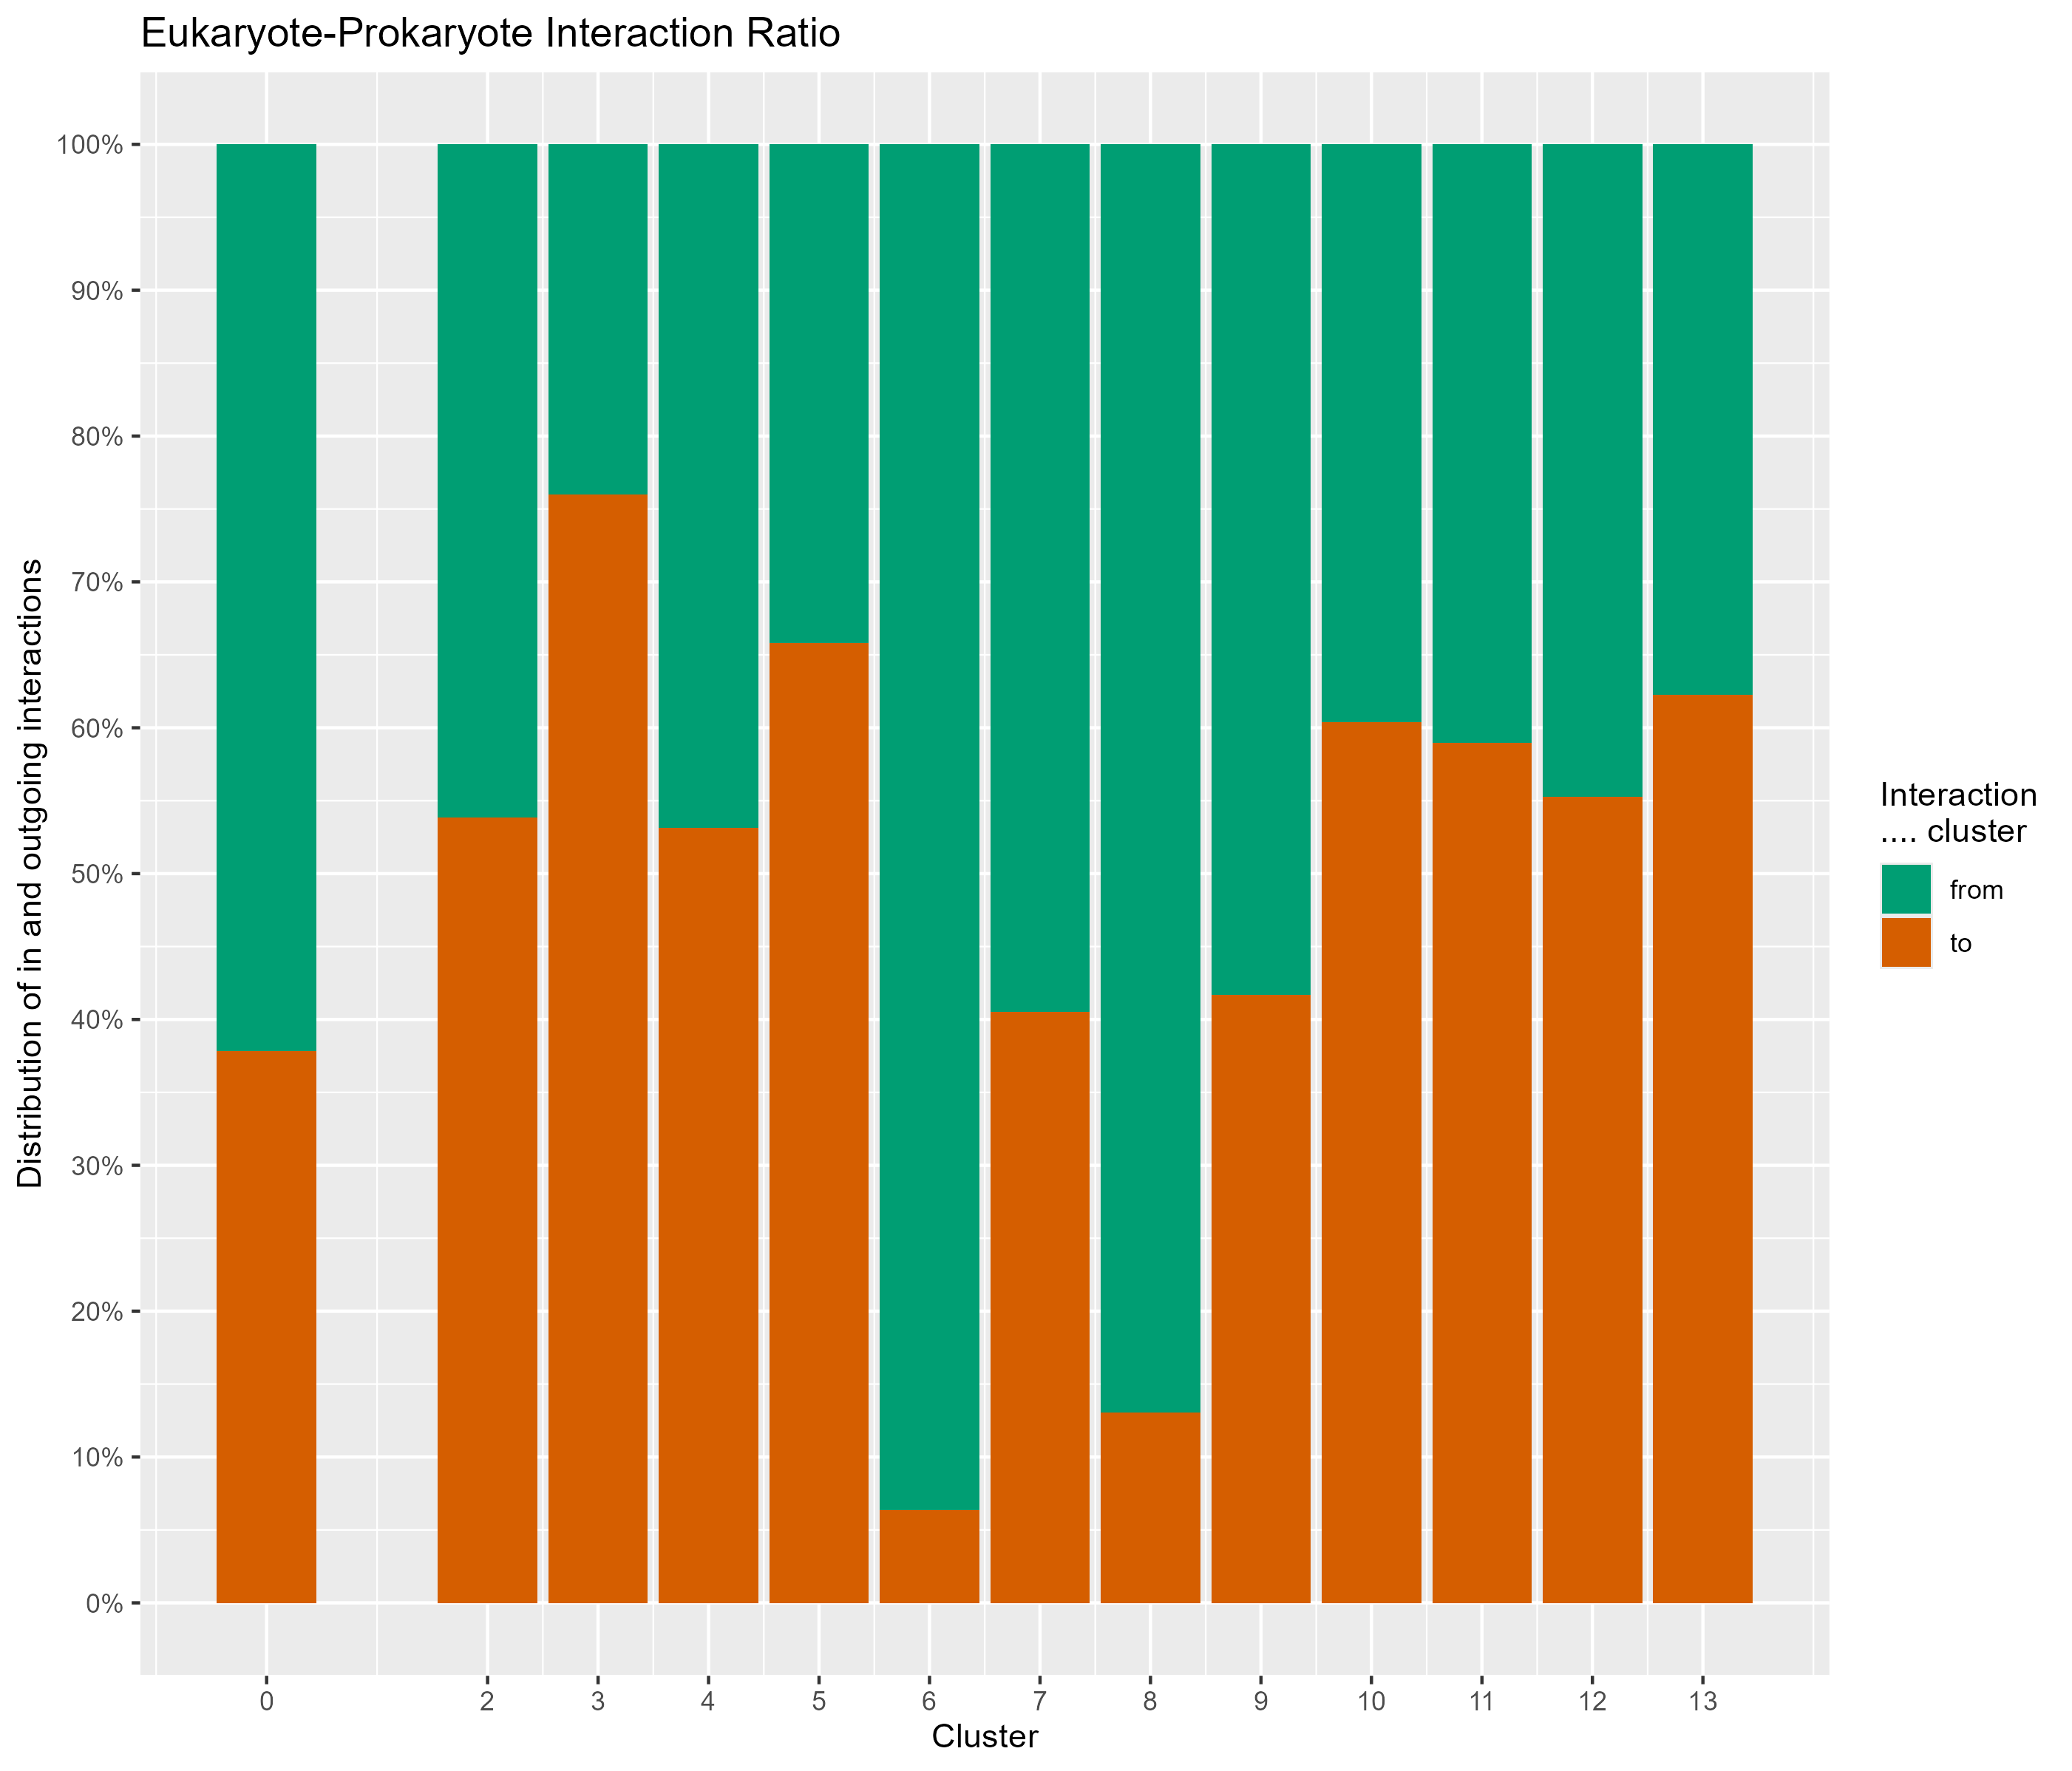 Eukaryote-Prokaryote Interaction Ratio
Distribution of in and outgoing interactions
100%
90%
80%
70%
60%
50%
40%
30%
20%
10%
0%
0 2 3 4 5 6 7 8 9 10 11 12 13
Cluster
Interaction
.... cluster
from
to